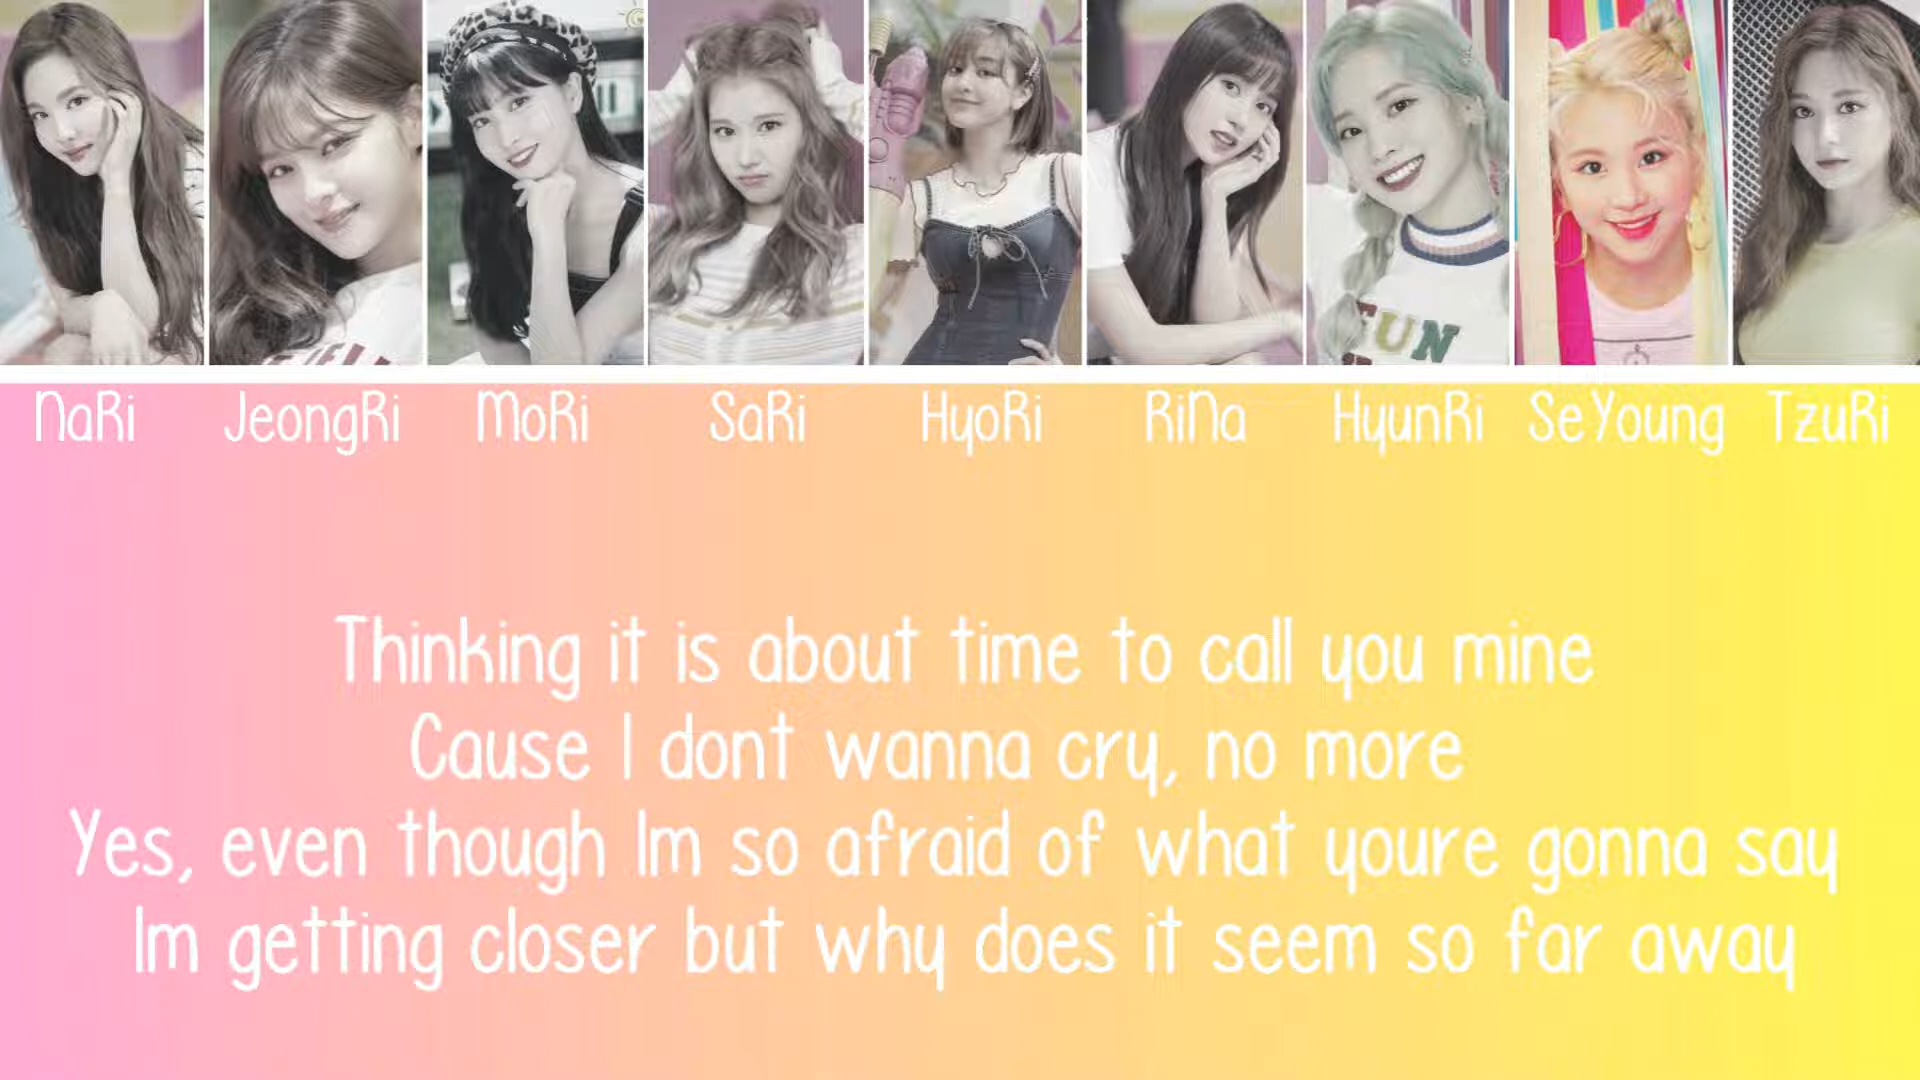 NaRi JeongRi MoRi SaRi HyoRi RiNa HyunRi SeYoung TzuRi
Thinking it is about time to call you mine
Cause I dont wanna cry, no more
Yes, even though Im so afraid of what youre gonna say
Im getting closer but why does it seem so far away